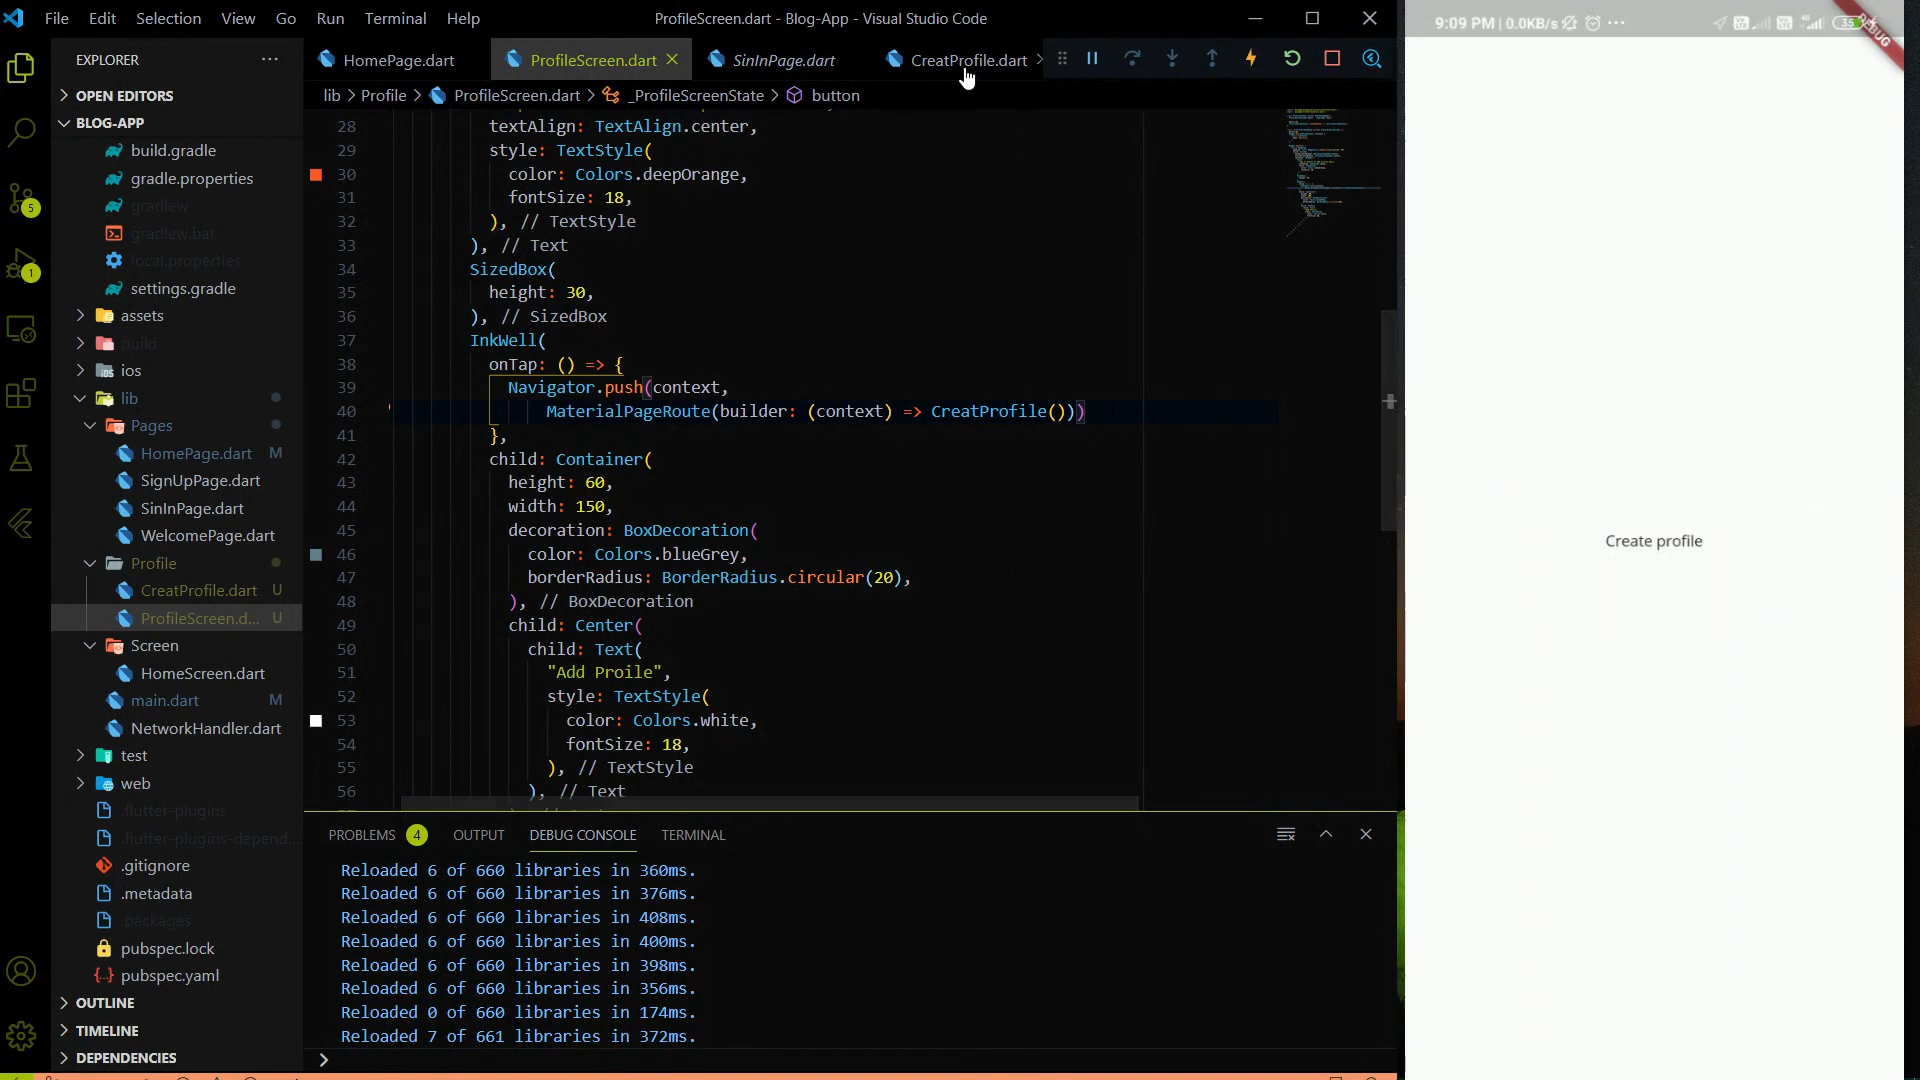 File Edit Selection View Go Run Terminal Help
ProfileScreen.dart - Blog-App - Visual Studio Code
9:09 PM | 0.0KB/s ...
35
DEBUG
EXPLORER
HomePage.dart
ProfileScreen.dart
SinInPage.dart
CreatProfile.dart
lib > Profile > ProfileScreen.dart > _ProfileScreenState > button
OPEN EDITORS
BLOG-APP
build.gradle
gradle.properties
gradlew
gradlew.bat
local.properties
settings.gradle
assets
build
ios
lib
Pages
HomePage.dart M
SignUpPage.dart
SinInPage.dart
WelcomePage.dart
Profile
CreatProfile.dart U
ProfileScreen.d... U
Screen
HomeScreen.dart
main.dart M
NetworkHandler.dart
test
web
.flutter-plugins
.flutter-plugins-depend...
.gitignore
.metadata
.packages
pubspec.lock
pubspec.yaml
OUTLINE
TIMELINE
DEPENDENCIES
5
1
28 textAlign: TextAlign.center,
29 style: TextStyle(
30 color: Colors.deepOrange,
31 fontSize: 18,
32 ), // TextStyle
33 ), // Text
34 SizedBox(
35 height: 30,
36 ), // SizedBox
37 InkWell(
38 onTap: () => {
39 Navigator.push(context,
40 MaterialPageRoute(builder: (context) => CreatProfile()))
41 },
42 child: Container(
43 height: 60,
44 width: 150,
45 decoration: BoxDecoration(
46 color: Colors.blueGrey,
47 borderRadius: BorderRadius.circular(20),
48 ), // BoxDecoration
49 child: Center(
50 child: Text(
51 "Add Proile",
52 style: TextStyle(
53 color: Colors.white,
54 fontSize: 18,
55 ), // TextStyle
56 ), // Text
PROBLEMS 4 OUTPUT DEBUG CONSOLE TERMINAL
Reloaded 6 of 660 libraries in 360ms.
Reloaded 6 of 660 libraries in 376ms.
Reloaded 6 of 660 libraries in 408ms.
Reloaded 6 of 660 libraries in 400ms.
Reloaded 6 of 660 libraries in 398ms.
Reloaded 6 of 660 libraries in 356ms.
Reloaded 0 of 660 libraries in 174ms.
Reloaded 7 of 661 libraries in 372ms.
Create profile